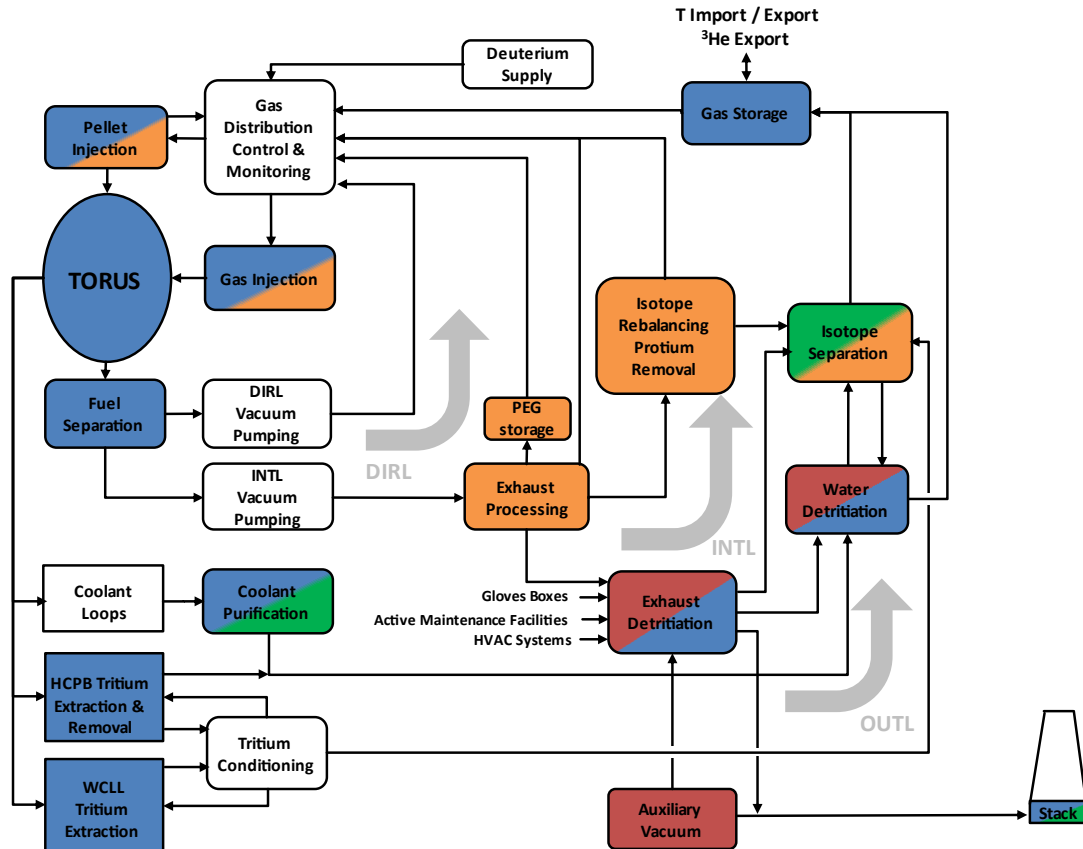 T Import / Export
³He Export
Deuterium
Supply
Gas
Distribution
Control &
Monitoring
Gas Storage
Pellet
Injection
TORUS
Gas Injection
Isotope
Rebalancing
Protium
Removal
Isotope
Separation
Fuel
Separation
DIRL
Vacuum
Pumping
PEG
storage
DIRL
INTL
Vacuum
Pumping
Exhaust
Processing
Water
Detritiation
INTL
Coolant
Loops
Coolant
Purification
Gloves Boxes
Active Maintenance Facilities
HVAC Systems
Exhaust
Detritiation
HCPB Tritium
Extraction &
Removal
OUTL
Tritium
Conditioning
WCLL
Tritium
Extraction
Auxiliary
Vacuum
Stack